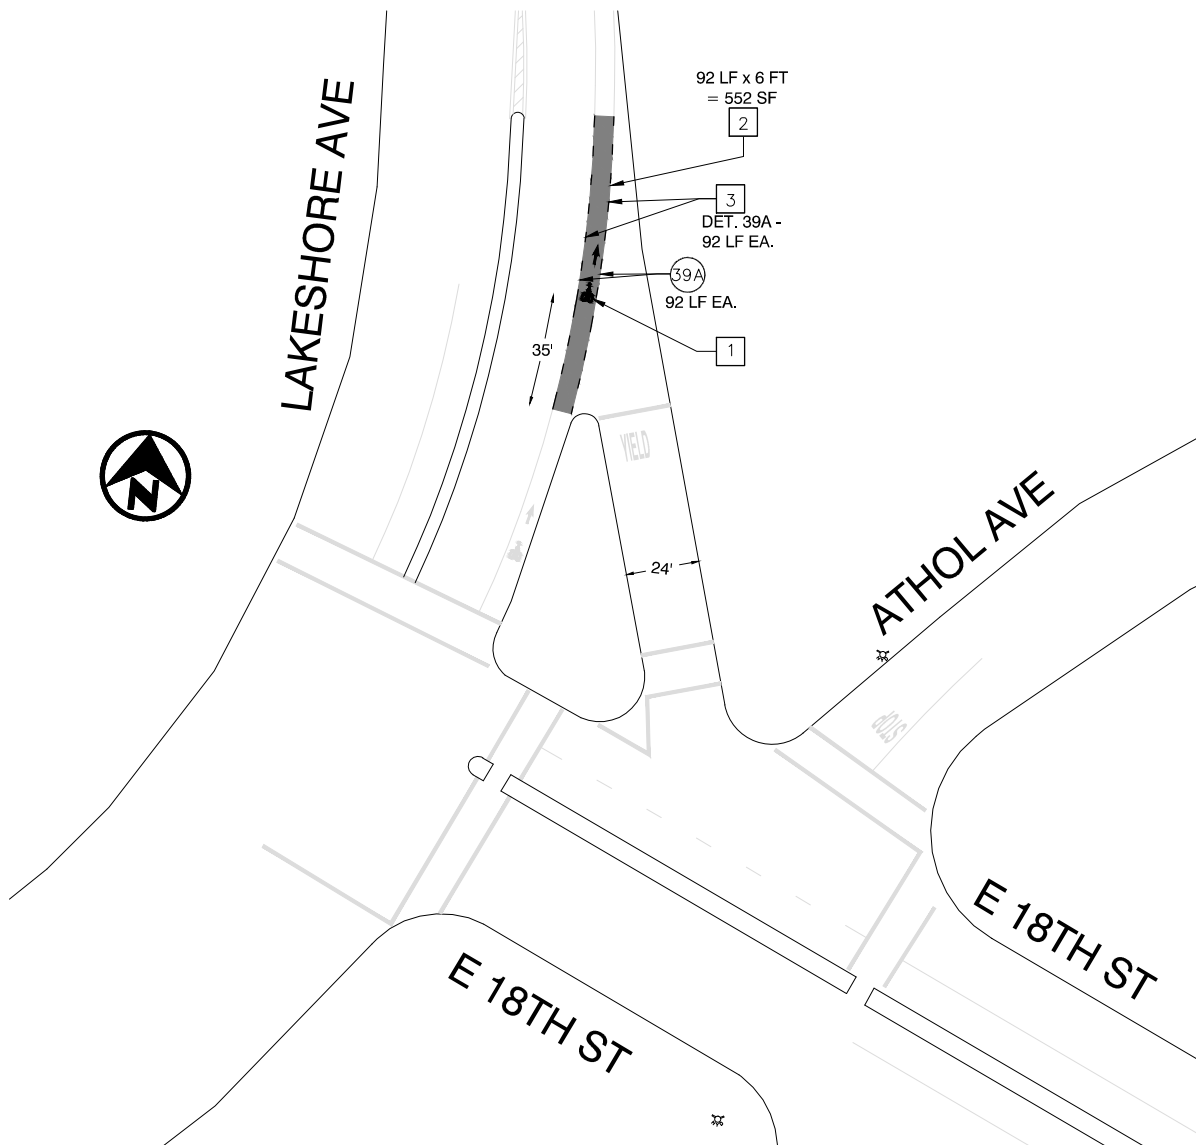 92 LF x 6 FT
= 552 SF
2
3
DET. 39A -
92 LF EA.
39A
92 LF EA.
1
35'
LAKESHORE AVE
YIELD
N
24'
ATHOL AVE
STOP
E 18TH ST
E 18TH ST